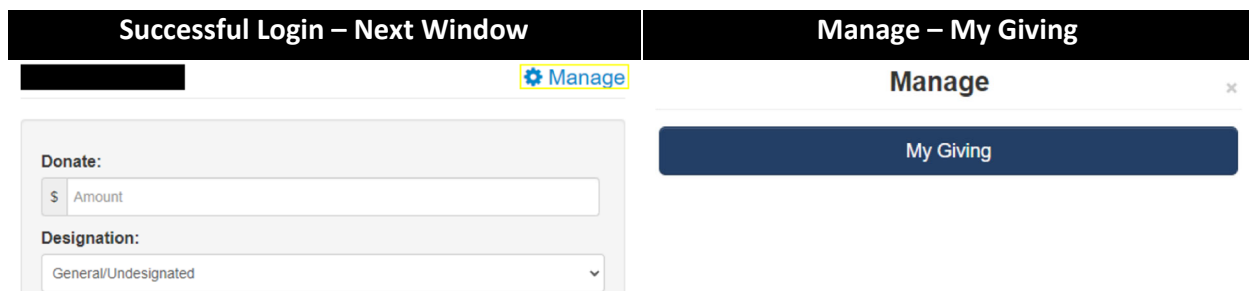 Successful Login – Next Window
Manage
Donate:
$ Amount
Designation:
General/Undesignated
Manage – My Giving
Manage
×
My Giving